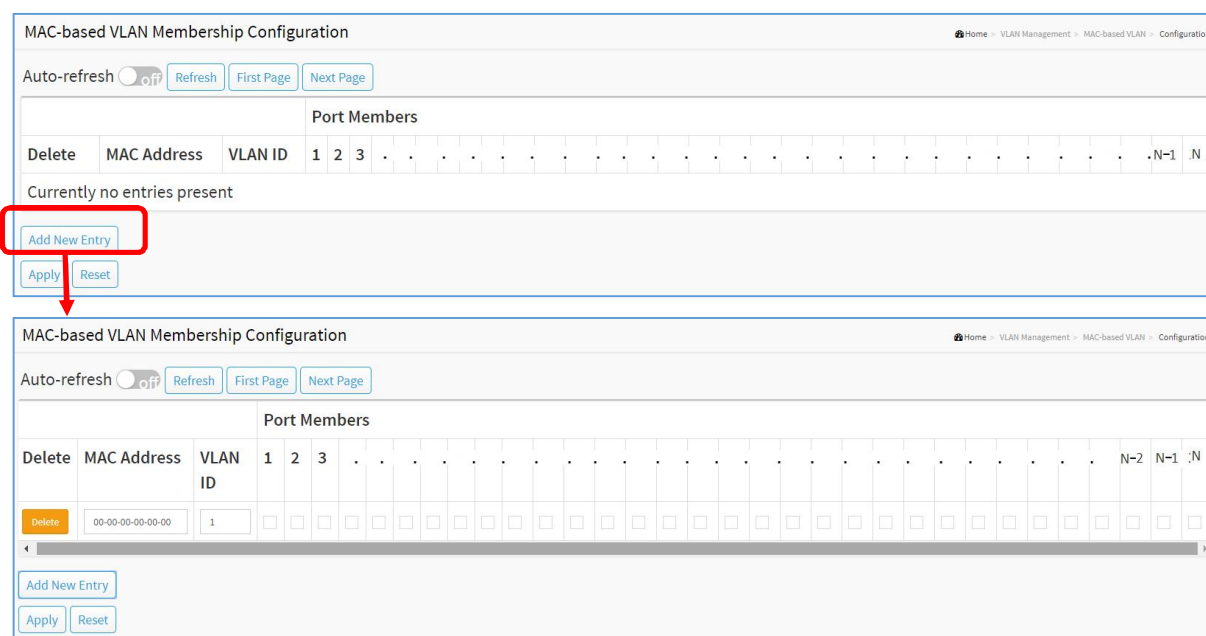 MAC-based VLAN Membership Configuration
Home > VLAN Management > MAC-based VLAN > Configuratio
Auto-refresh off Refresh First Page Next Page
Port Members
Delete MAC Address VLAN ID 1 2 3 . . . . . . . . . . . . . . . . . . . . . . . . . . N-1 N
Currently no entries present
Add New Entry
Apply Reset
MAC-based VLAN Membership Configuration
Home > VLAN Management > MAC-based VLAN > Configuration
Auto-refresh off Refresh First Page Next Page
Port Members
Delete MAC Address VLAN 1 2 3 . . . . . . . . . . . . . . . . . . . . . . . . . . N-2 N-1 :N
ID
Delete 00-00-00-00-00-00 1
Add New Entry
Apply Reset